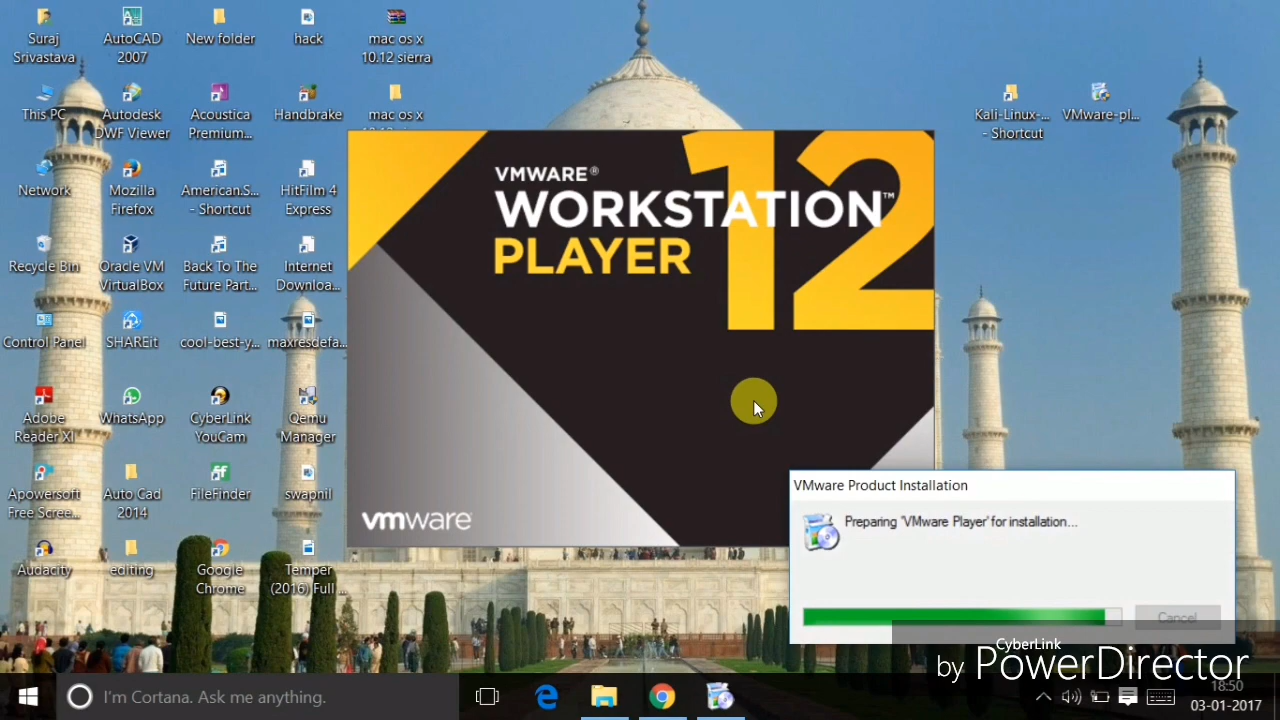 Suraj
Srivastava
AutoCAD
2007
New folder
hack
mac os x
10.12 sierra
This PC
Autodesk
DWF Viewer
Acoustica
Premium...
Handbrake
mac os x
Kali-Linux-...
- Shortcut
VMware-pl...
Network
Mozilla
Firefox
American.S...
- Shortcut
HitFilm 4
Express
Recycle Bin
Oracle VM
VirtualBox
Back To The
Future Part...
Internet
Downloa...
Control Panel
SHAREit
cool-best-y...
maxresdefa...
Adobe
Reader XI
WhatsApp
CyberLink
YouCam
Qemu
Manager
Apowersoft
Free Scree...
Auto Cad
2014
FileFinder
swapnil
Audacity
editing
Google
Chrome
Temper
(2016) Full ...
VMWARE®
WORKSTATION™
PLAYER
12
vmware
VMware Product Installation
Preparing 'VMware Player' for installation...
Cancel
CyberLink
by PowerDirector
I'm Cortana. Ask me anything.
18:50
03-01-2017